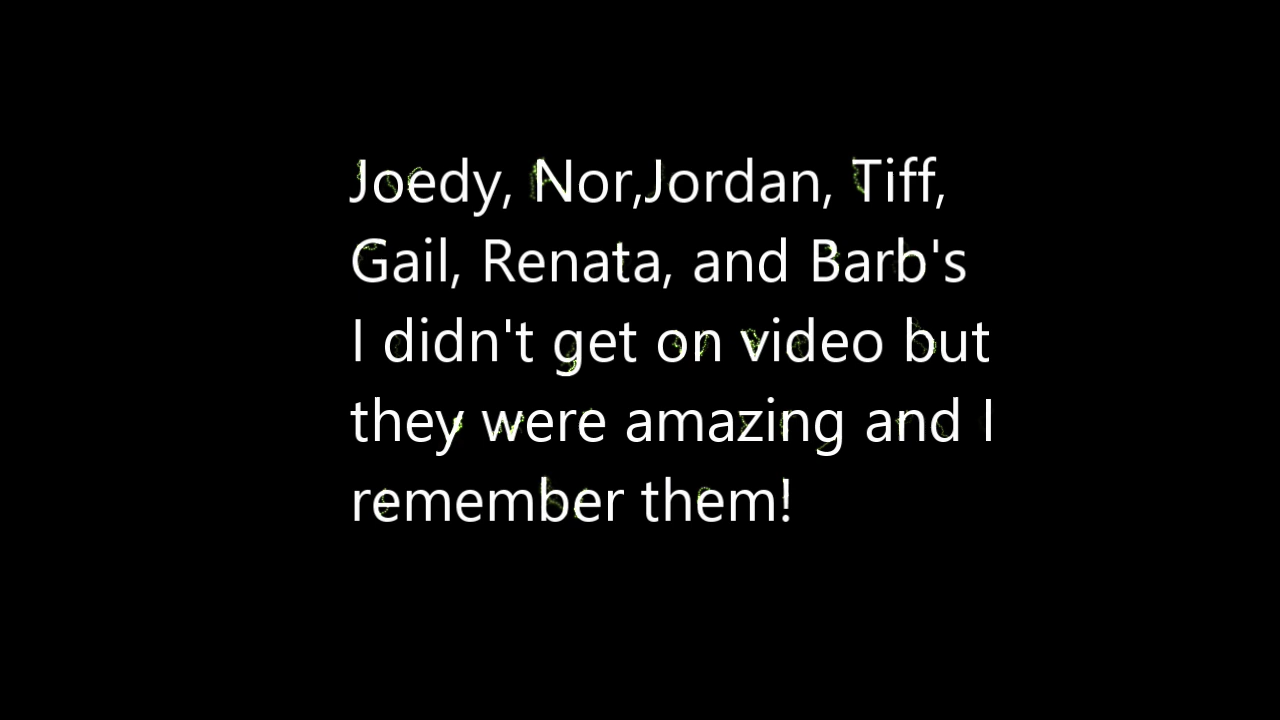 Joedy, Nor,Jordan, Tiff,
Gail, Renata, and Barb's
I didn't get on video but
they were amazing and I
remember them!